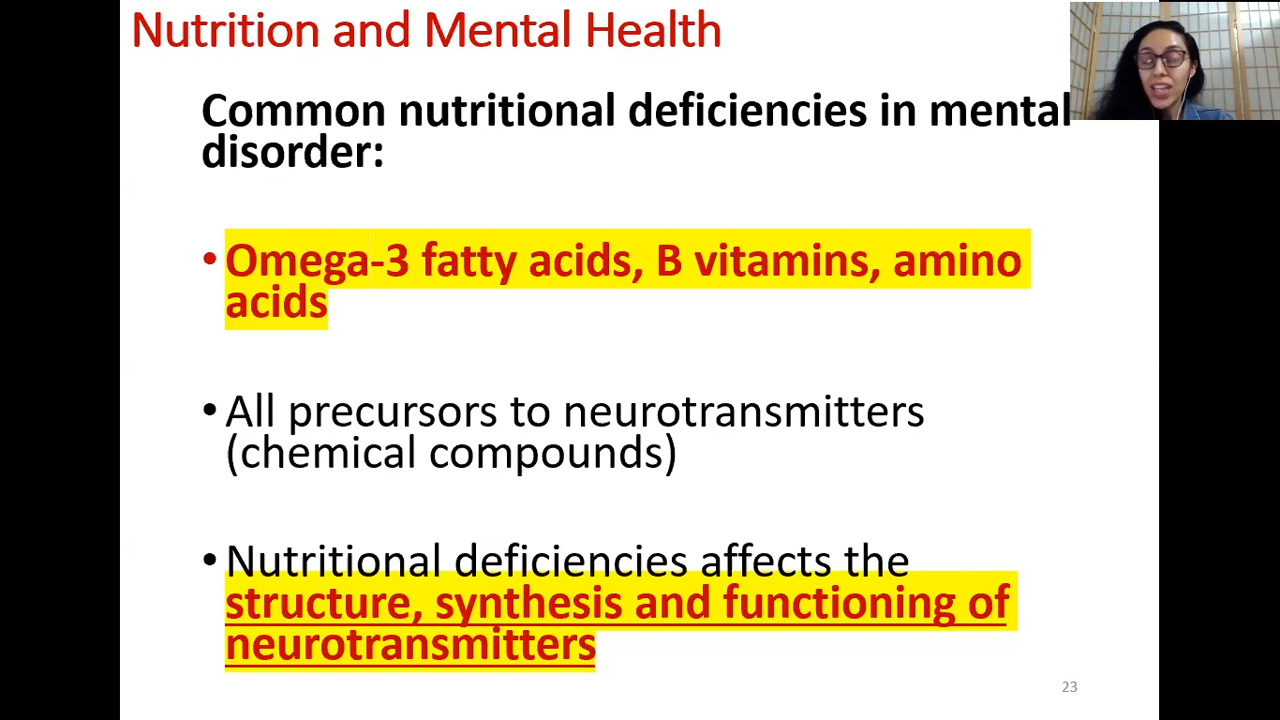 Nutrition and Mental Health
Common nutritional deficiencies in mental
disorder:
• Omega-3 fatty acids, B vitamins, amino
acids
• All precursors to neurotransmitters
(chemical compounds)
• Nutritional deficiencies affects the
structure, synthesis and functioning of
neurotransmitters
23